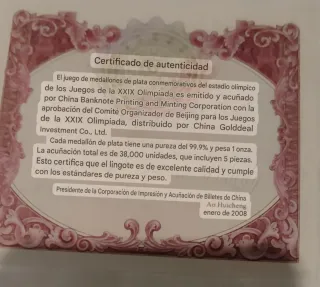 Certificado de autenticidad
El juego de medallones de plata conmemorativos del estadio olímpico
de los Juegos de la XXIX Olimpiada es emitido y acuñado
por China Banknote Printing and Minting Corporation con la
aprobación del Comité Organizador de Beijing para los Juegos
de la XXIX Olimpiada, distribuido por China Golddeal
Investment Co., Ltd.
Cada medallón de plata tiene una pureza del 99,9% y pesa 1 onza.
La acuñación total es de 38,000 unidades, que incluyen 5 piezas.
Esto certifica que el lingote es de excelente calidad y cumple
con los estándares de pureza y peso.
Presidente de la Corporación de Impresión y Acuñación de Billetes de China
Ao Huicheng
enero de 2008